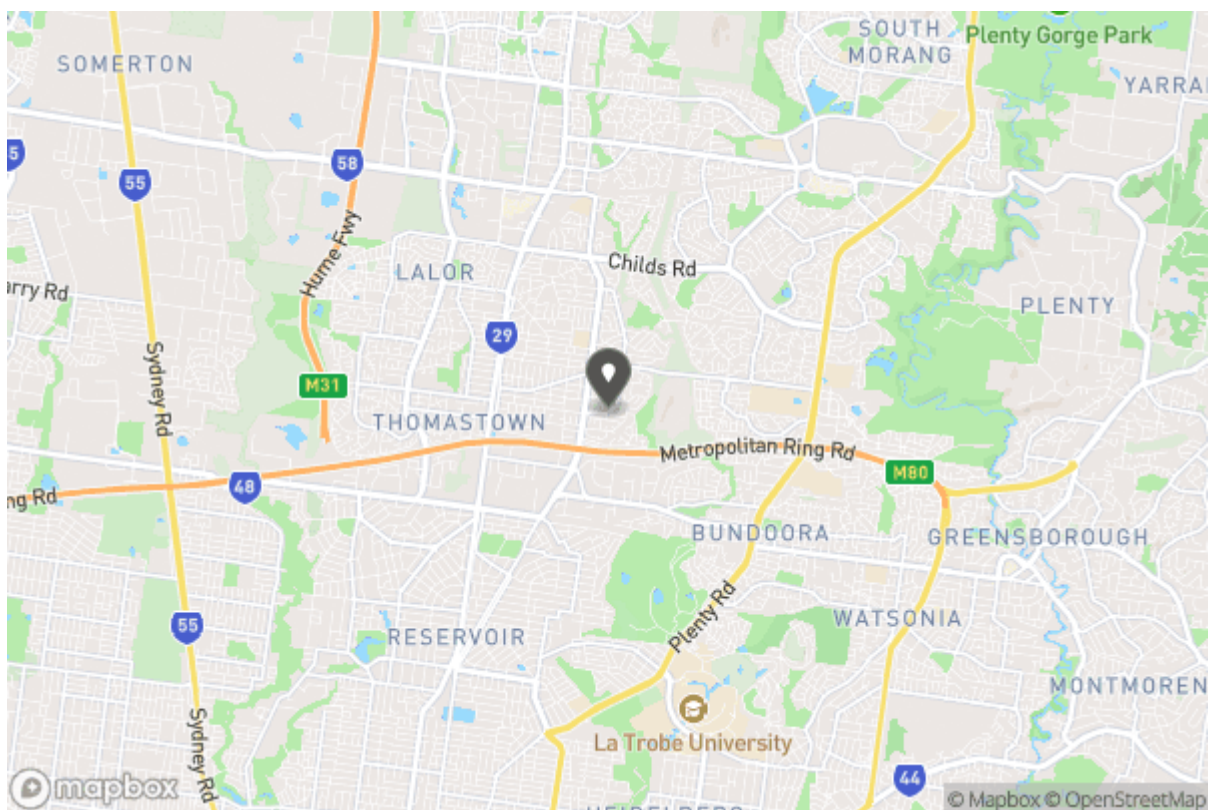 Plenty Gorge Park
SOUTH
MORANG
SOMERTON
YARRA
58
55
Hume Fwy
LALOR
Childs Rd
arry Rd
PLENTY
29
Sydney Rd
M31
THOMASTOWN
Metropolitan Ring Rd
M80
48
ng Rd
BUNDOORA
GREENSBOROUGH
Plenty Rd
WATSONIA
55
RESERVOIR
MONTMOREN
Sydney Rd
La Trobe University
44
mapbox
© Mapbox © OpenStreetMap